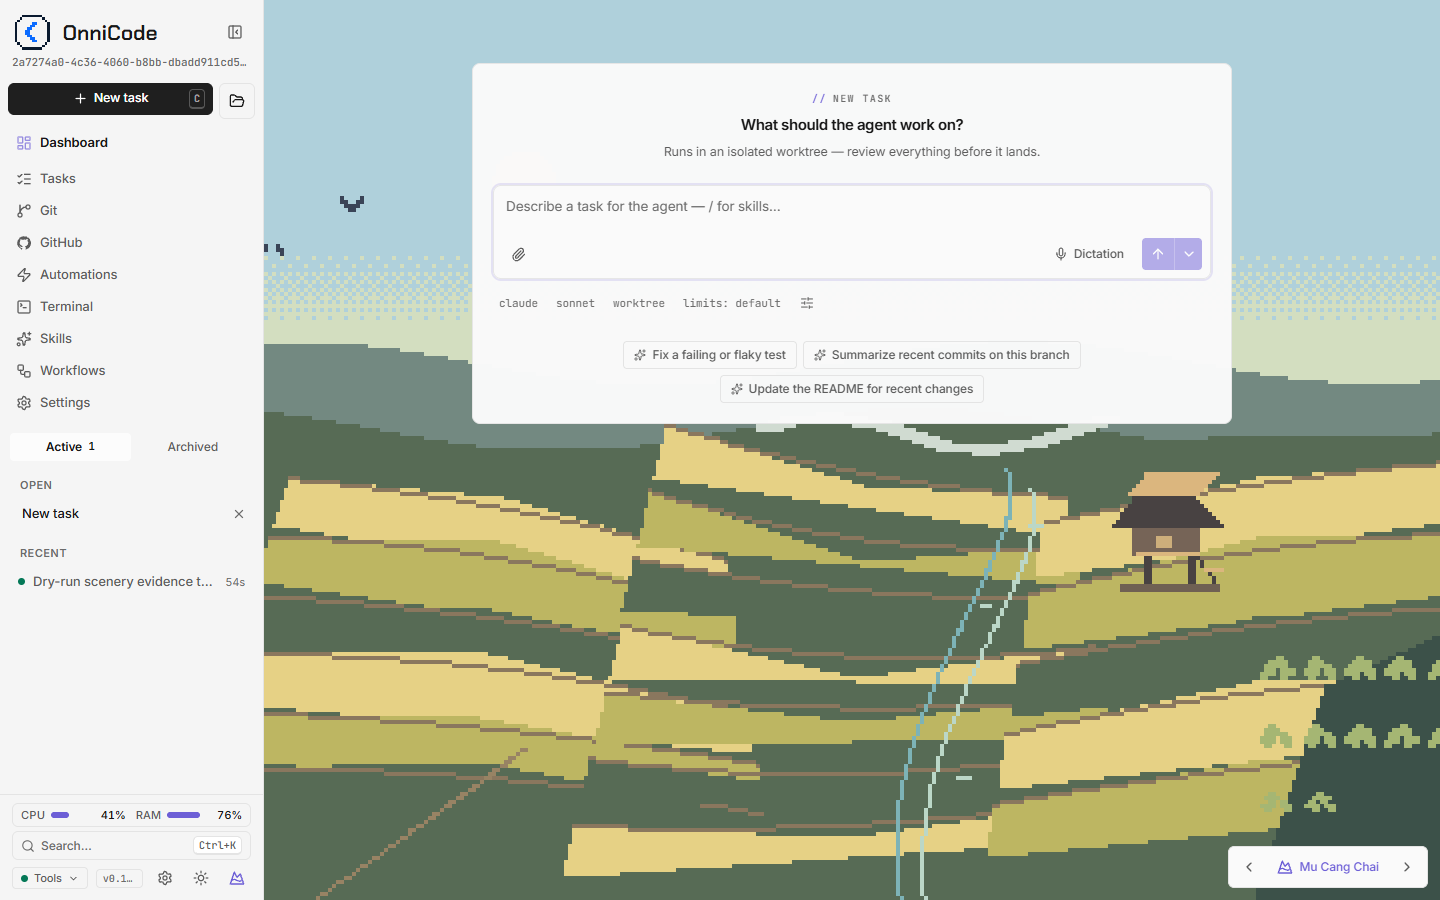 OnniCode
2a7274a0-4c36-4060-b8bb-dbadd911cd5…
New task C
Dashboard
Tasks
Git
GitHub
Automations
Terminal
Skills
Workflows
Settings
Active 1 Archived
OPEN
New task
RECENT
Dry-run scenery evidence t… 54s
CPU 41% RAM 76%
Search… Ctrl+K
Tools v0.1…
// NEW TASK
What should the agent work on?
Runs in an isolated worktree — review everything before it lands.
Describe a task for the agent — / for skills…
Dictation
claude sonnet worktree limits: default
Fix a failing or flaky test Summarize recent commits on this branch
Update the README for recent changes
Mu Cang Chai